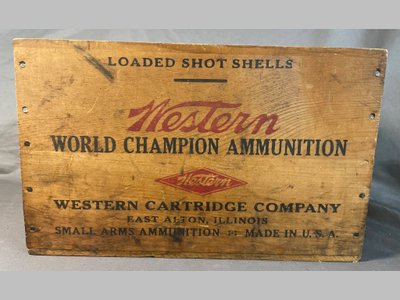 LOADED SHOT SHELLS
Western
WORLD CHAMPION AMMUNITION
Western
WESTERN CARTRIDGE COMPANY
EAST ALTON, ILLINOIS
SMALL ARMS AMMUNITION :: MADE IN U.S.A.